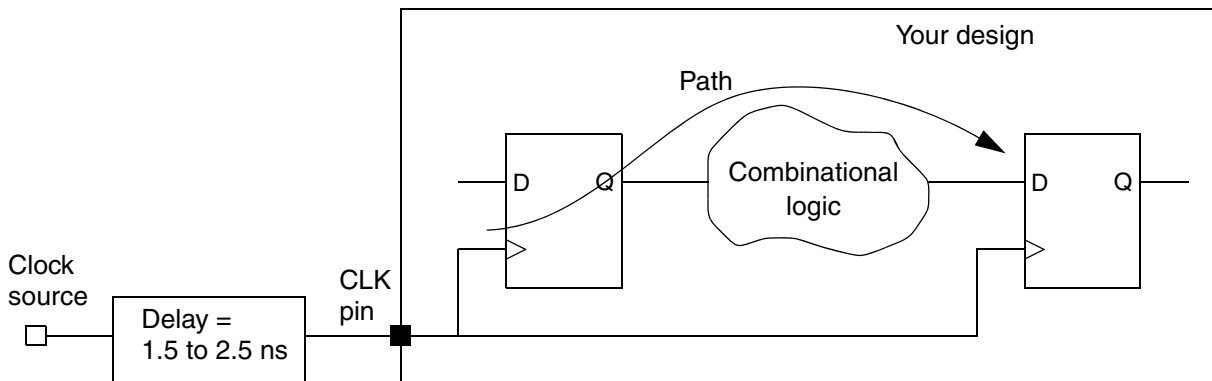 Your design
Path
D
Q
Combinational
logic
D
Q
Clock
source
CLK
pin
Delay =
1.5 to 2.5 ns